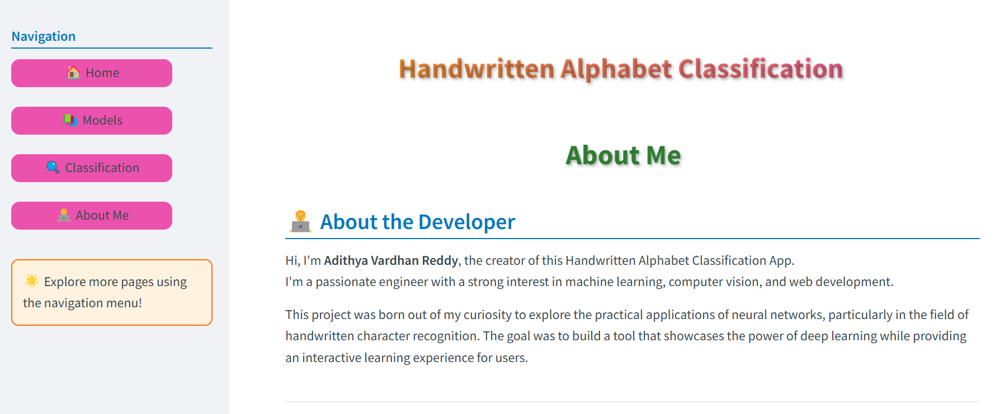 Navigation
🏠 Home
📚 Models
🔍 Classification
👨‍💻 About Me
🌟 Explore more pages using
the navigation menu!
Handwritten Alphabet Classification
About Me
👨‍💻 About the Developer
Hi, I'm Adithya Vardhan Reddy, the creator of this Handwritten Alphabet Classification App.
I'm a passionate engineer with a strong interest in machine learning, computer vision, and web development.
This project was born out of my curiosity to explore the practical applications of neural networks, particularly in the field of
handwritten character recognition. The goal was to build a tool that showcases the power of deep learning while providing
an interactive learning experience for users.